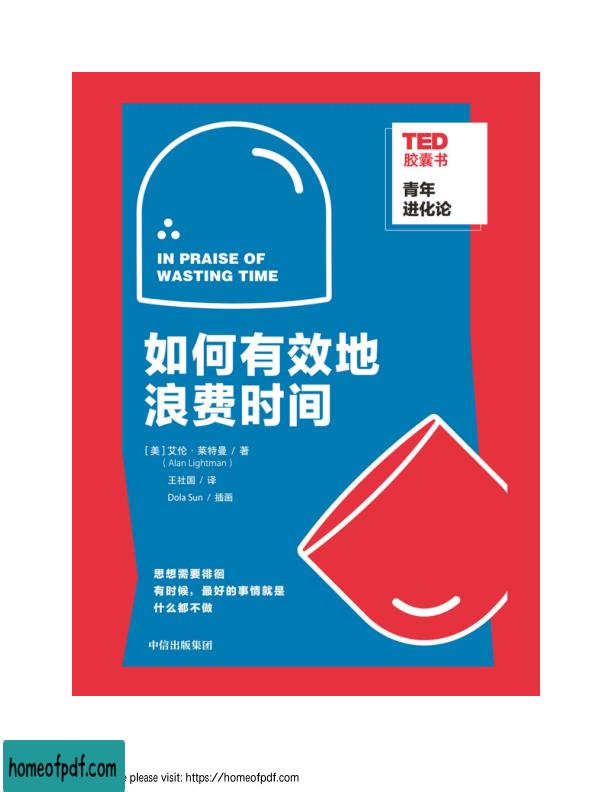 TED
胶囊书
青年
进化论
IN PRAISE OF
WASTING TIME
如何有效地
浪费时间
[美]艾伦·莱特曼 / 著
(Alan Lightman)
王社国 / 译
Dola Sun / 插画
思想需要徘徊
有时候,最好的事情就是
什么都不做
中信出版集团
homeofpdf.com
please visit: https://homeofpdf.com